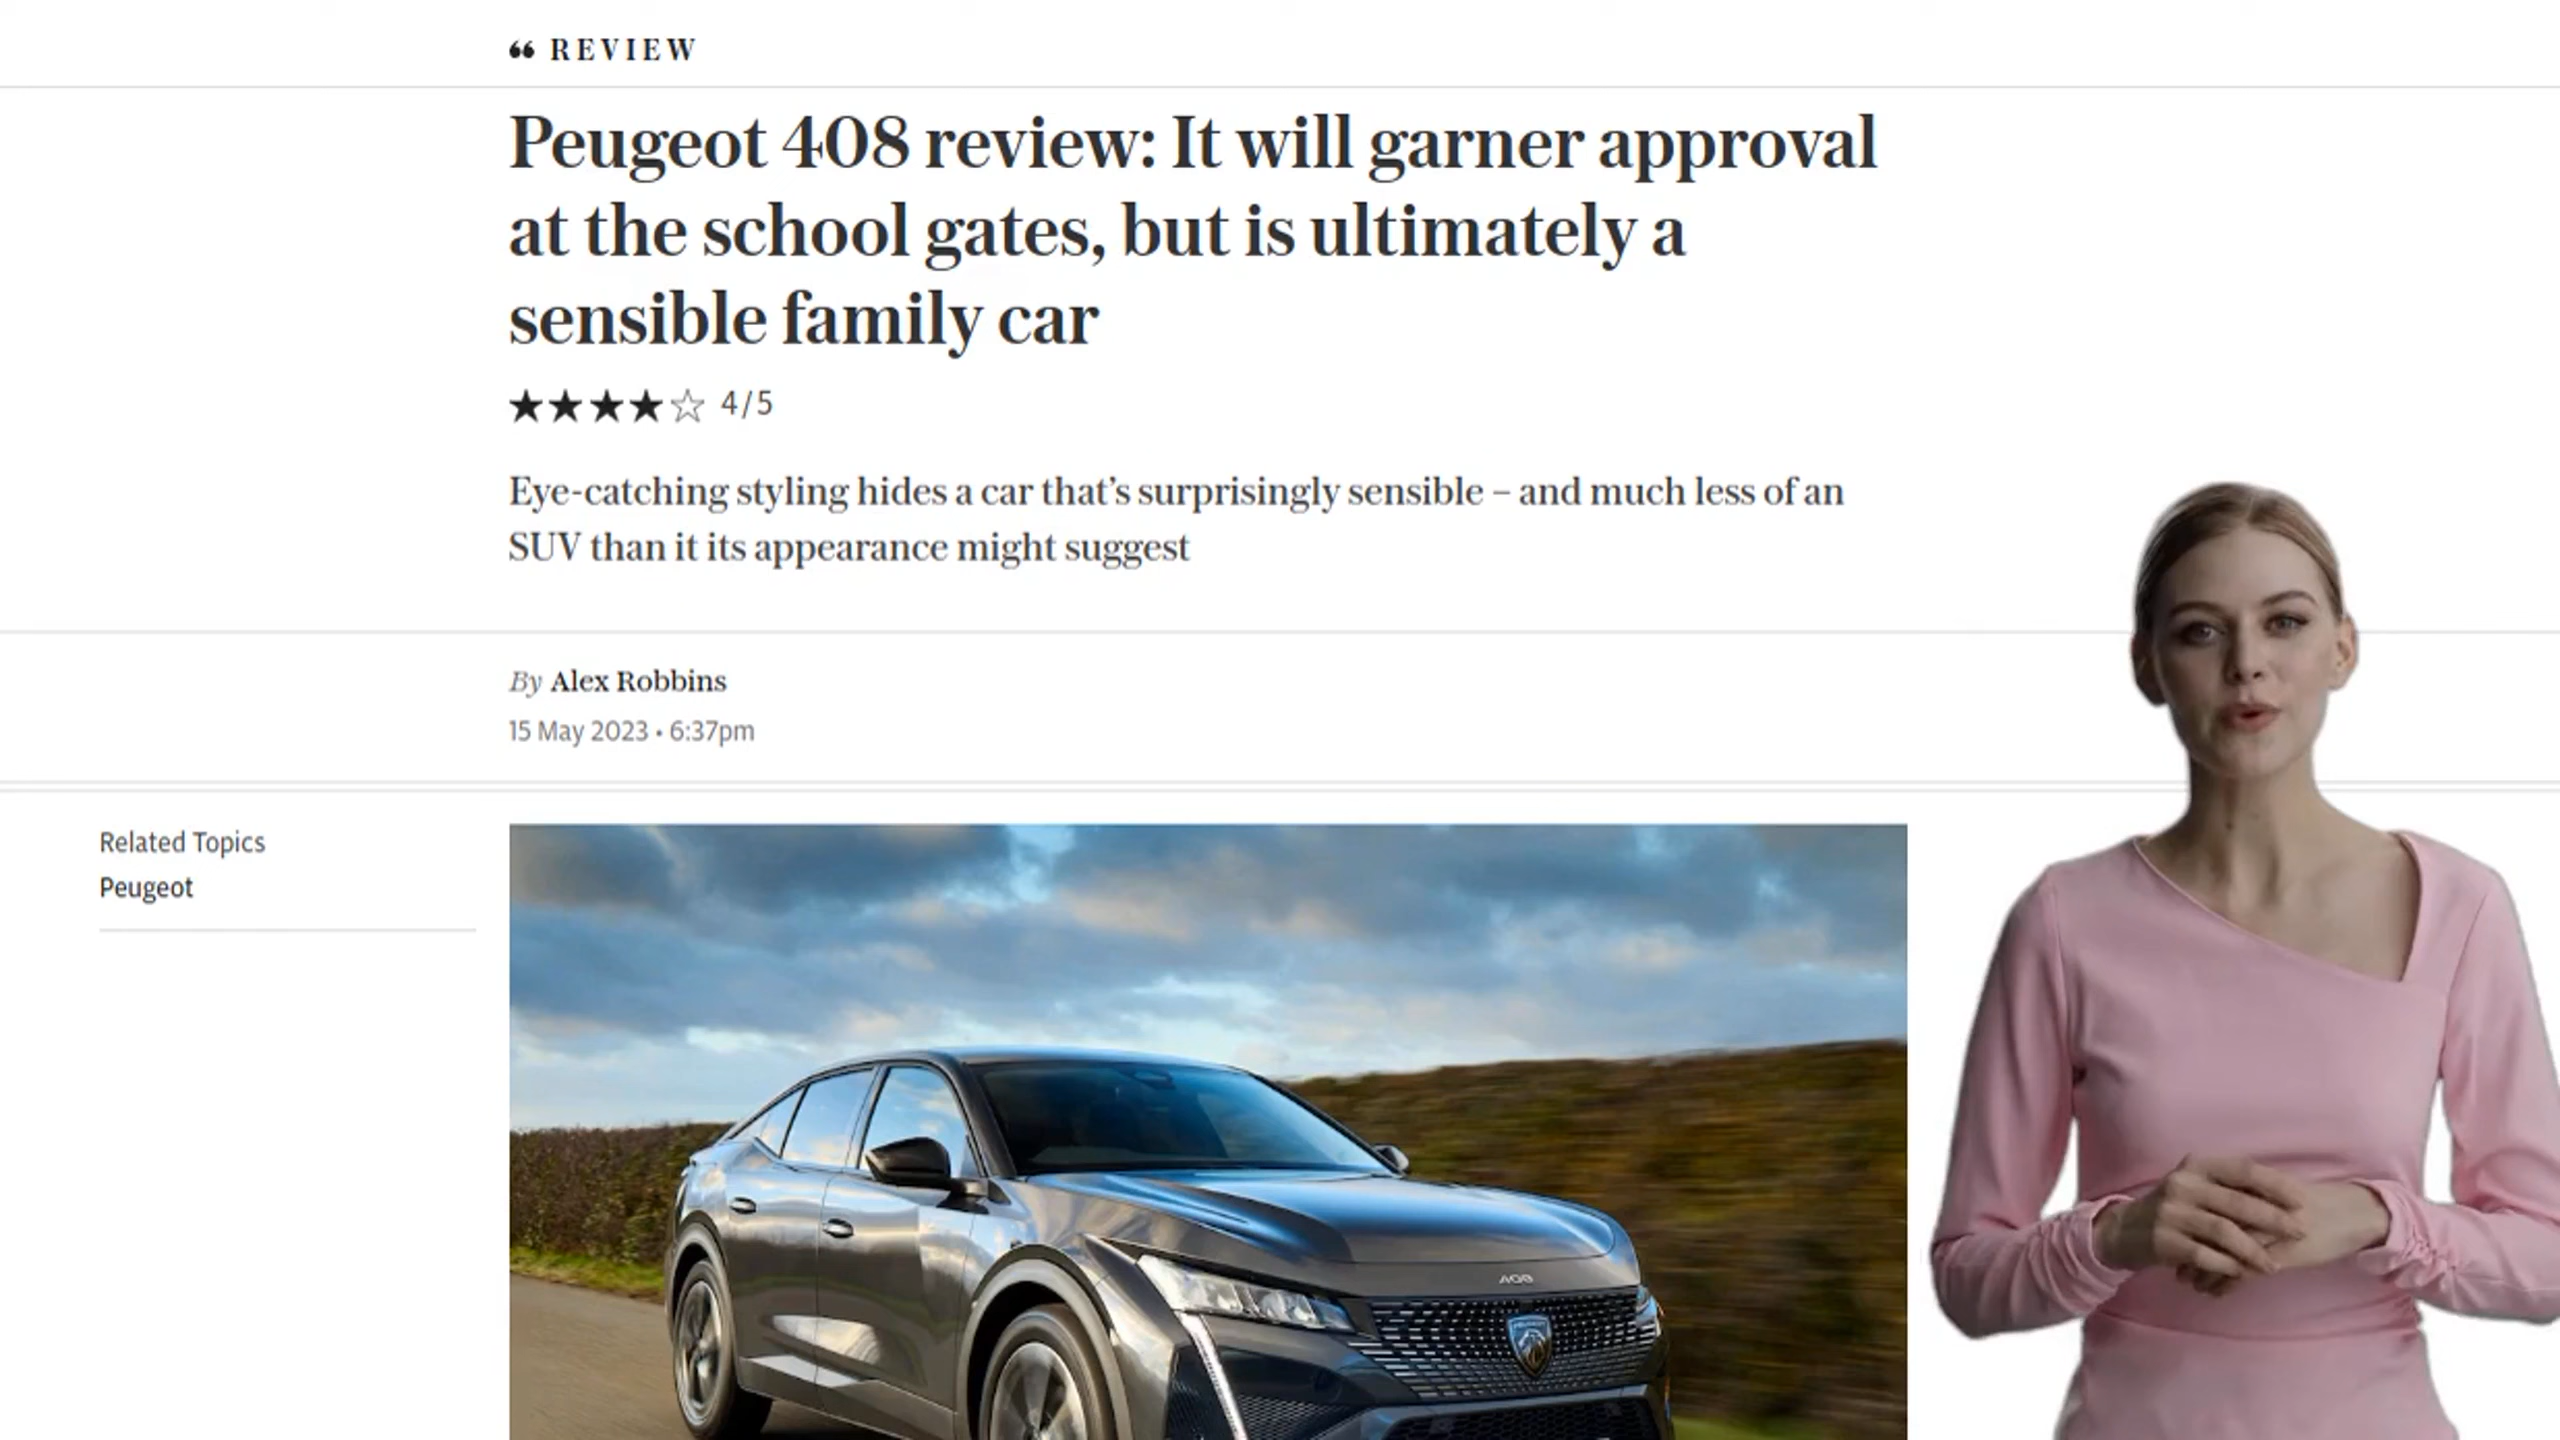 ❝ REVIEW
Peugeot 408 review: It will garner approval
at the school gates, but is ultimately a
sensible family car
★★★★☆ 4/5
Eye-catching styling hides a car that’s surprisingly sensible – and much less of an
SUV than it its appearance might suggest
By Alex Robbins
15 May 2023 • 6:37pm
Related Topics
Peugeot
408
PEUGEOT